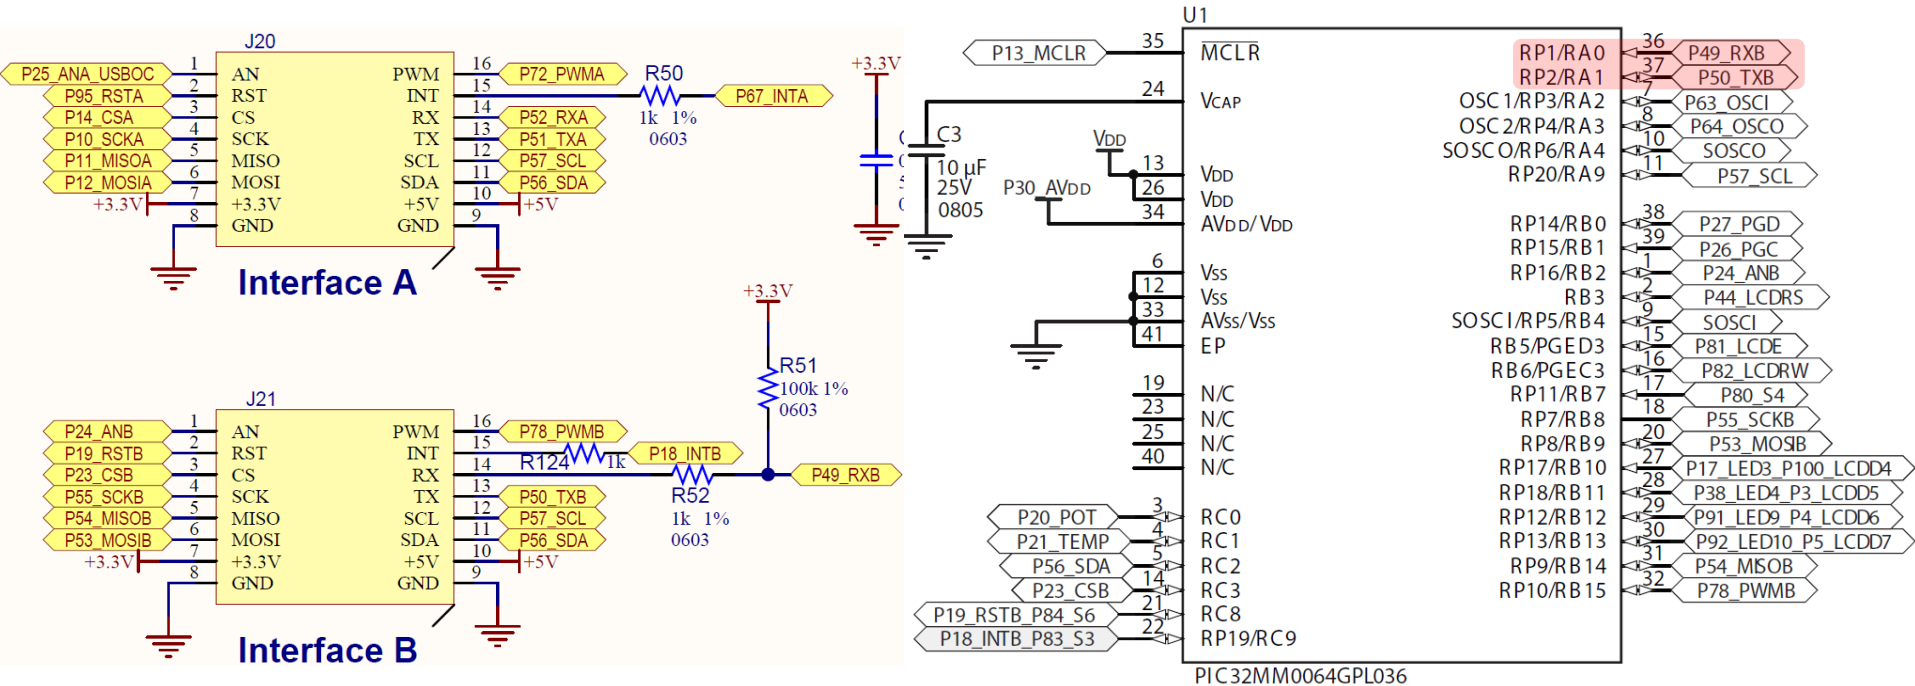 J20
P25_ANA_USBOC 1 AN PWM 16 P72_PWMA
P95_RSTA 2 RST INT 15 R50 1k 1% 0603 P67_INTA
P14_CSA 3 CS RX 14 P52_RXA
P10_SCKA 4 SCK TX 13 P51_TXA
P11_MISOA 5 MISO SCL 12 P57_SCL
P12_MOSIA 6 MOSI SDA 11 P56_SDA
+3.3V 7 +3.3V +5V 10 +5V
8 GND GND 9
Interface A
+3.3V
J21
P24_ANB 1 AN PWM 16 P78_PWMB
P19_RSTB 2 RST INT 15 R124 1k P18_INTB
P23_CSB 3 CS RX 14 R52 1k 1% 0603 P49_RXB
P55_SCKB 4 SCK TX 13 P50_TXB
P54_MISOB 5 MISO SCL 12 P57_SCL
P53_MOSIB 6 MOSI SDA 11 P56_SDA
+3.3V 7 +3.3V +5V 10 +5V
8 GND GND 9
Interface B
+3.3V
R51
100k 1%
0603
C3
10 µF
25V
0805
U1
P13_MCLR 35 MCLR
24 VCAP
VDD 13 VDD
26 VDD
P30_AVDD 34 AVDD/VDD
6 Vss
12 Vss
33 AVss/Vss
41 EP
19 N/C
23 N/C
25 N/C
40 N/C
P20_POT 3 RC0
P21_TEMP 4 RC1
P56_SDA 5 RC2
P23_CSB 14 RC3
P19_RSTB_P84_S6 21 RC8
P18_INTB_P83_S3 22 RP19/RC9
RP1/RA0 36 P49_RXB
RP2/RA1 37 P50_TXB
OSC1/RP3/RA2 7 P63_OSCI
OSC2/RP4/RA3 8 P64_OSCO
SOSCO/RP6/RA4 10 SOSCO
RP20/RA9 11 P57_SCL
RP14/RB0 38 P27_PGD
RP15/RB1 39 P26_PGC
RP16/RB2 1 P24_ANB
RB3 2 P44_LCDRS
SOSCI/RP5/RB4 9 SOSCI
RB5/PGED3 15 P81_LCDE
RB6/PGEC3 16 P82_LCDRW
RP11/RB7 17 P80_S4
RP7/RB8 18 P55_SCKB
RP8/RB9 20 P53_MOSIB
RP17/RB10 27 P17_LED3_P100_LCDD4
RP18/RB11 28 P38_LED4_P3_LCDD5
RP12/RB12 29 P91_LED9_P4_LCDD6
RP13/RB13 30 P92_LED10_P5_LCDD7
RP9/RB14 31 P54_MISOB
RP10/RB15 32 P78_PWMB
PIC32MM0064GPL036